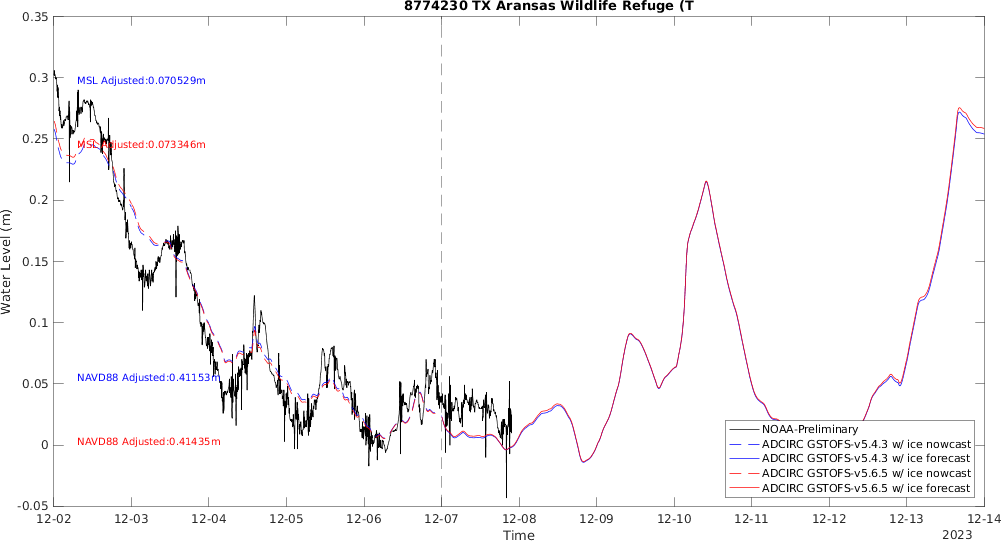 8774230 TX Aransas Wildlife Refuge (T
0.35
0.3
0.25
0.2
0.15
0.1
0.05
0
-0.05
Water Level (m)
MSL Adjusted:0.070529m
MSL Adjusted:0.073346m
NAVD88 Adjusted:0.41153m
NAVD88 Adjusted:0.41435m
NOAA-Preliminary
ADCIRC GSTOFS-v5.4.3 w/ ice nowcast
ADCIRC GSTOFS-v5.4.3 w/ ice forecast
ADCIRC GSTOFS-v5.6.5 w/ ice nowcast
ADCIRC GSTOFS-v5.6.5 w/ ice forecast
12-02 12-03 12-04 12-05 12-06 12-07 12-08 12-09 12-10 12-11 12-12 12-13 12-14
Time
2023